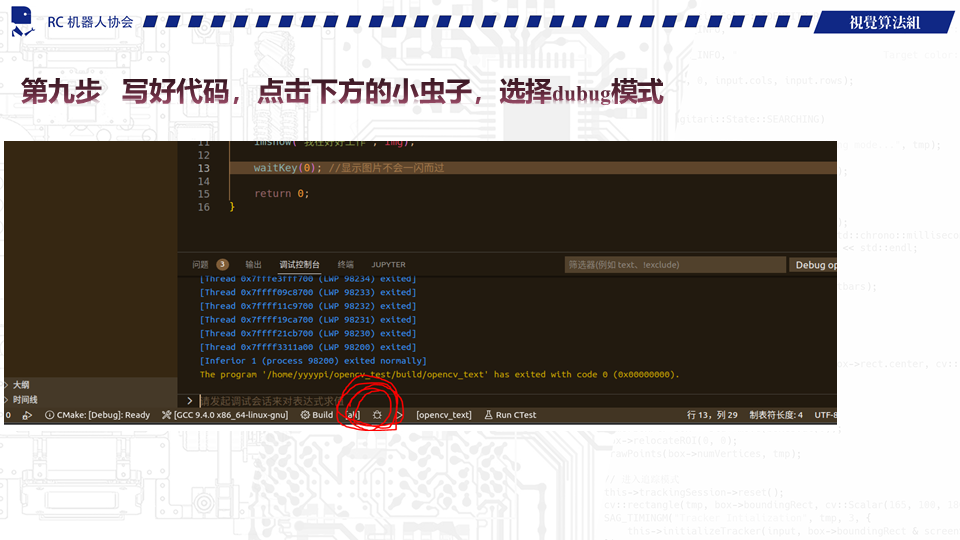 RC 机器人协会
視覺算法組
第九步 写好代码，点击下方的小虫子，选择dubug模式
11 imshow("我在好好工作", img);
12
13 waitKey(0); //显示图片不会一闪而过
14
15 return 0;
16 }
问题 3 输出 调试控制台 终端 JUPYTER 筛选器(例如 text、!exclude) Debug op
[Thread 0x7fffe3fff700 (LWP 98234) exited]
[Thread 0x7ffff09c8700 (LWP 98233) exited]
[Thread 0x7ffff11c9700 (LWP 98232) exited]
[Thread 0x7ffff19ca700 (LWP 98231) exited]
[Thread 0x7ffff21cb700 (LWP 98230) exited]
[Thread 0x7ffff3311a00 (LWP 98200) exited]
[Inferior 1 (process 98200) exited normally]
The program '/home/yyyypi/opencv_test/build/opencv_text' has exited with code 0 (0x00000000).
大纲
时间线
请发起调试会话来对表达式求值
0 CMake: [Debug]: Ready [GCC 9.4.0 x86_64-linux-gnu] Build [all] [opencv_text] Run CTest 行 13，列 29 制表符长度: 4 UTF-8